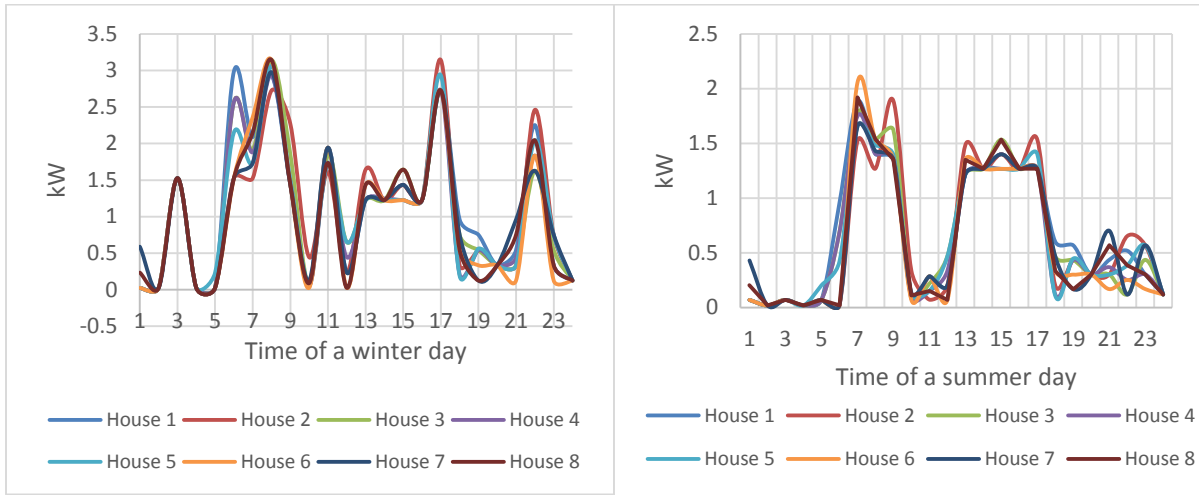 3.5
3
2.5
2
1.5
1
0.5
0
-0.5
kW
1 3 5 7 9 11 13 15 17 19 21 23
Time of a winter day
House 1 House 2 House 3 House 4
House 5 House 6 House 7 House 8
2.5
2
1.5
1
0.5
0
kW
1 3 5 7 9 11 13 15 17 19 21 23
Time of a summer day
House 1 House 2 House 3 House 4
House 5 House 6 House 7 House 8